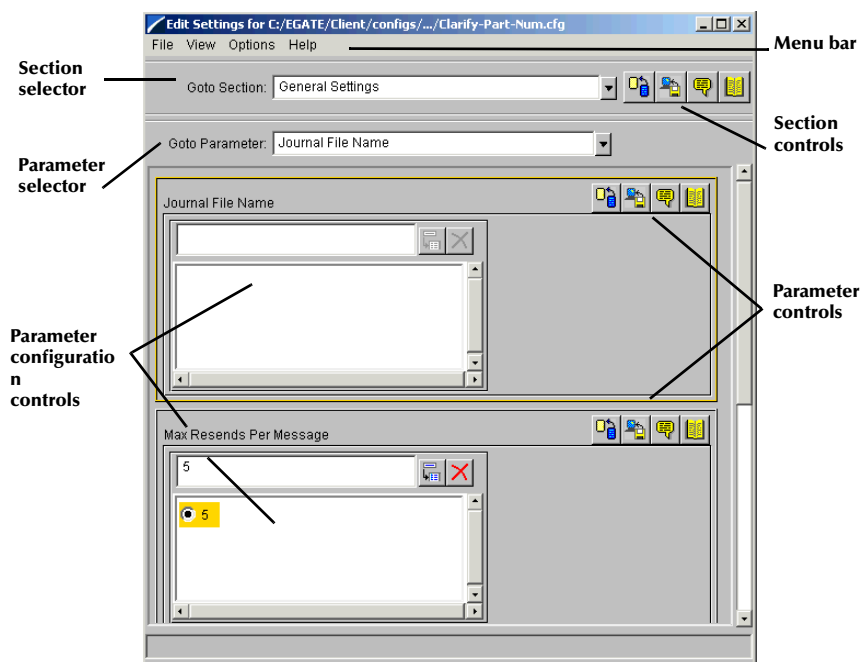 Edit Settings for C:/EGATE/Client/configs/.../Clarify-Part-Num.cfg
File View Options Help
Menu bar
Section
selector
Goto Section: General Settings
Section
controls
Goto Parameter: Journal File Name
Parameter
selector
Journal File Name
Parameter
controls
Parameter
configuratio
n
controls
Max Resends Per Message
5
5